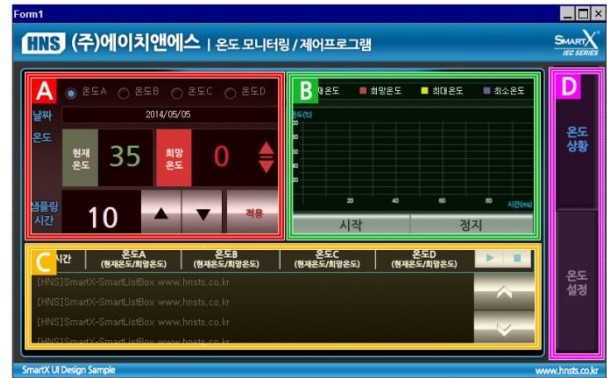 Form1
HNS (주)에이치앤에스 | 온도 모니터링 / 제어프로그램
SMARTX
IEC SERIES
A 온도A 온도B 온도C 온도D
날짜 2014/05/05
온도 현재온도 35 희망온도 0
샘플링시간 10 적용
B 희망온도 최대온도 최소온도
온도(℃)
20 40 60 80 시간(ms)
시작 정지
C 시간 온도A 온도B 온도C 온도D
(현재온도/희망온도) (현재온도/희망온도) (현재온도/희망온도) (현재온도/희망온도)
[HNS]SmartX-SmartListBox www.hnsts.co.kr
[HNS]SmartX-SmartListBox www.hnsts.co.kr
[HNS]SmartX-SmartListBox www.hnsts.co.kr
D
온도
상황
온도
설정
SmartX UI Design Sample www.hnsts.co.kr